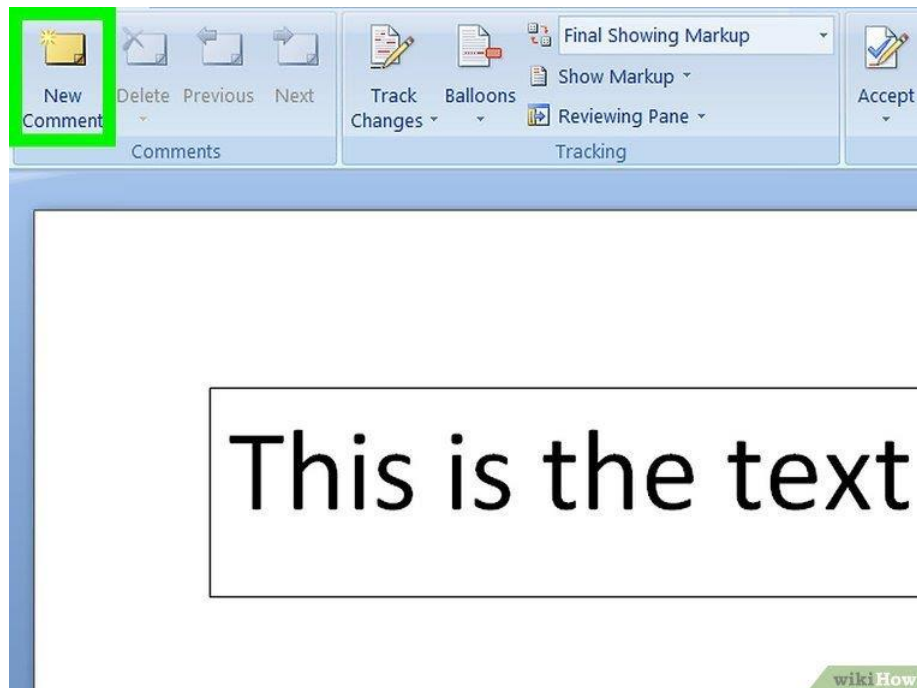 New Comment
Delete
Previous
Next
Comments
Track Changes
Balloons
Final Showing Markup
Show Markup
Reviewing Pane
Tracking
Accept
This is the text
wikiHow